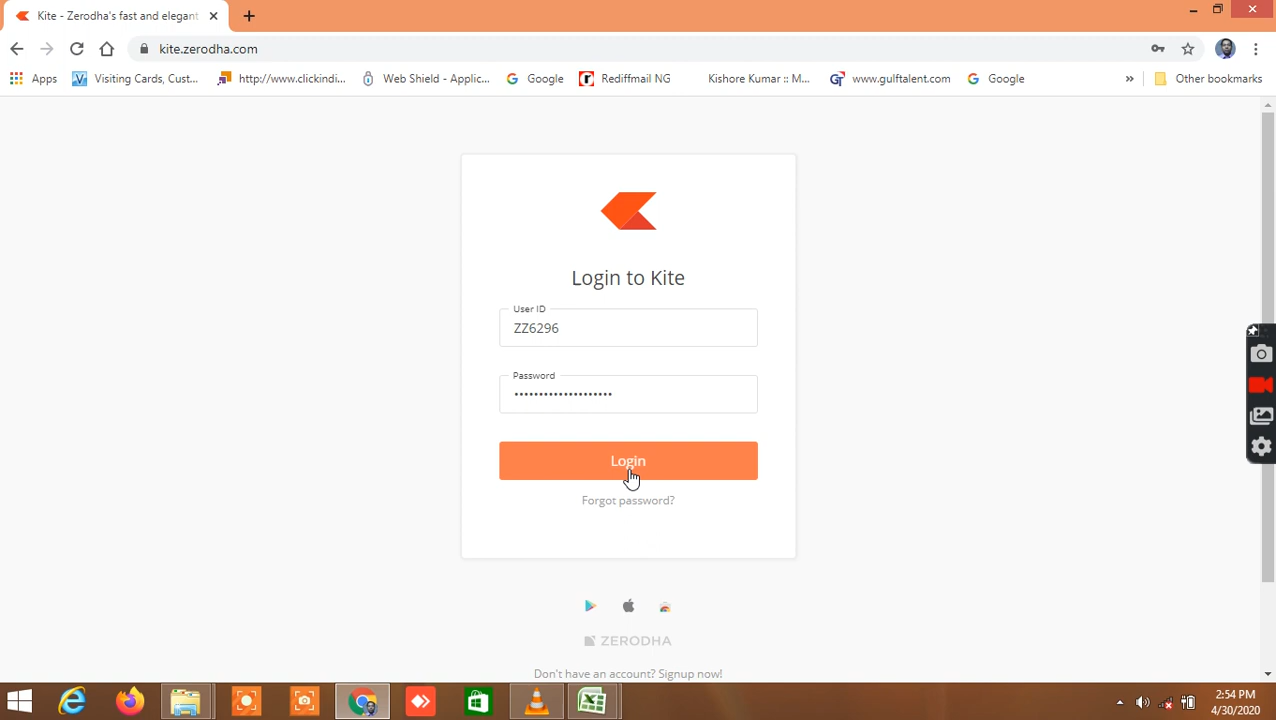 Kite - Zerodha's fast and elegant
kite.zerodha.com
Apps
Visiting Cards, Cust...
http://www.clickindi...
Web Shield - Applic...
Google
Rediffmail NG
Kishore Kumar :: M...
www.gulftalent.com
Google
»
Other bookmarks
Login to Kite
User ID
ZZ6296
Password
••••••••••••••••••••
Login
Forgot password?
ZERODHA
Don't have an account? Signup now!
2:54 PM
4/30/2020